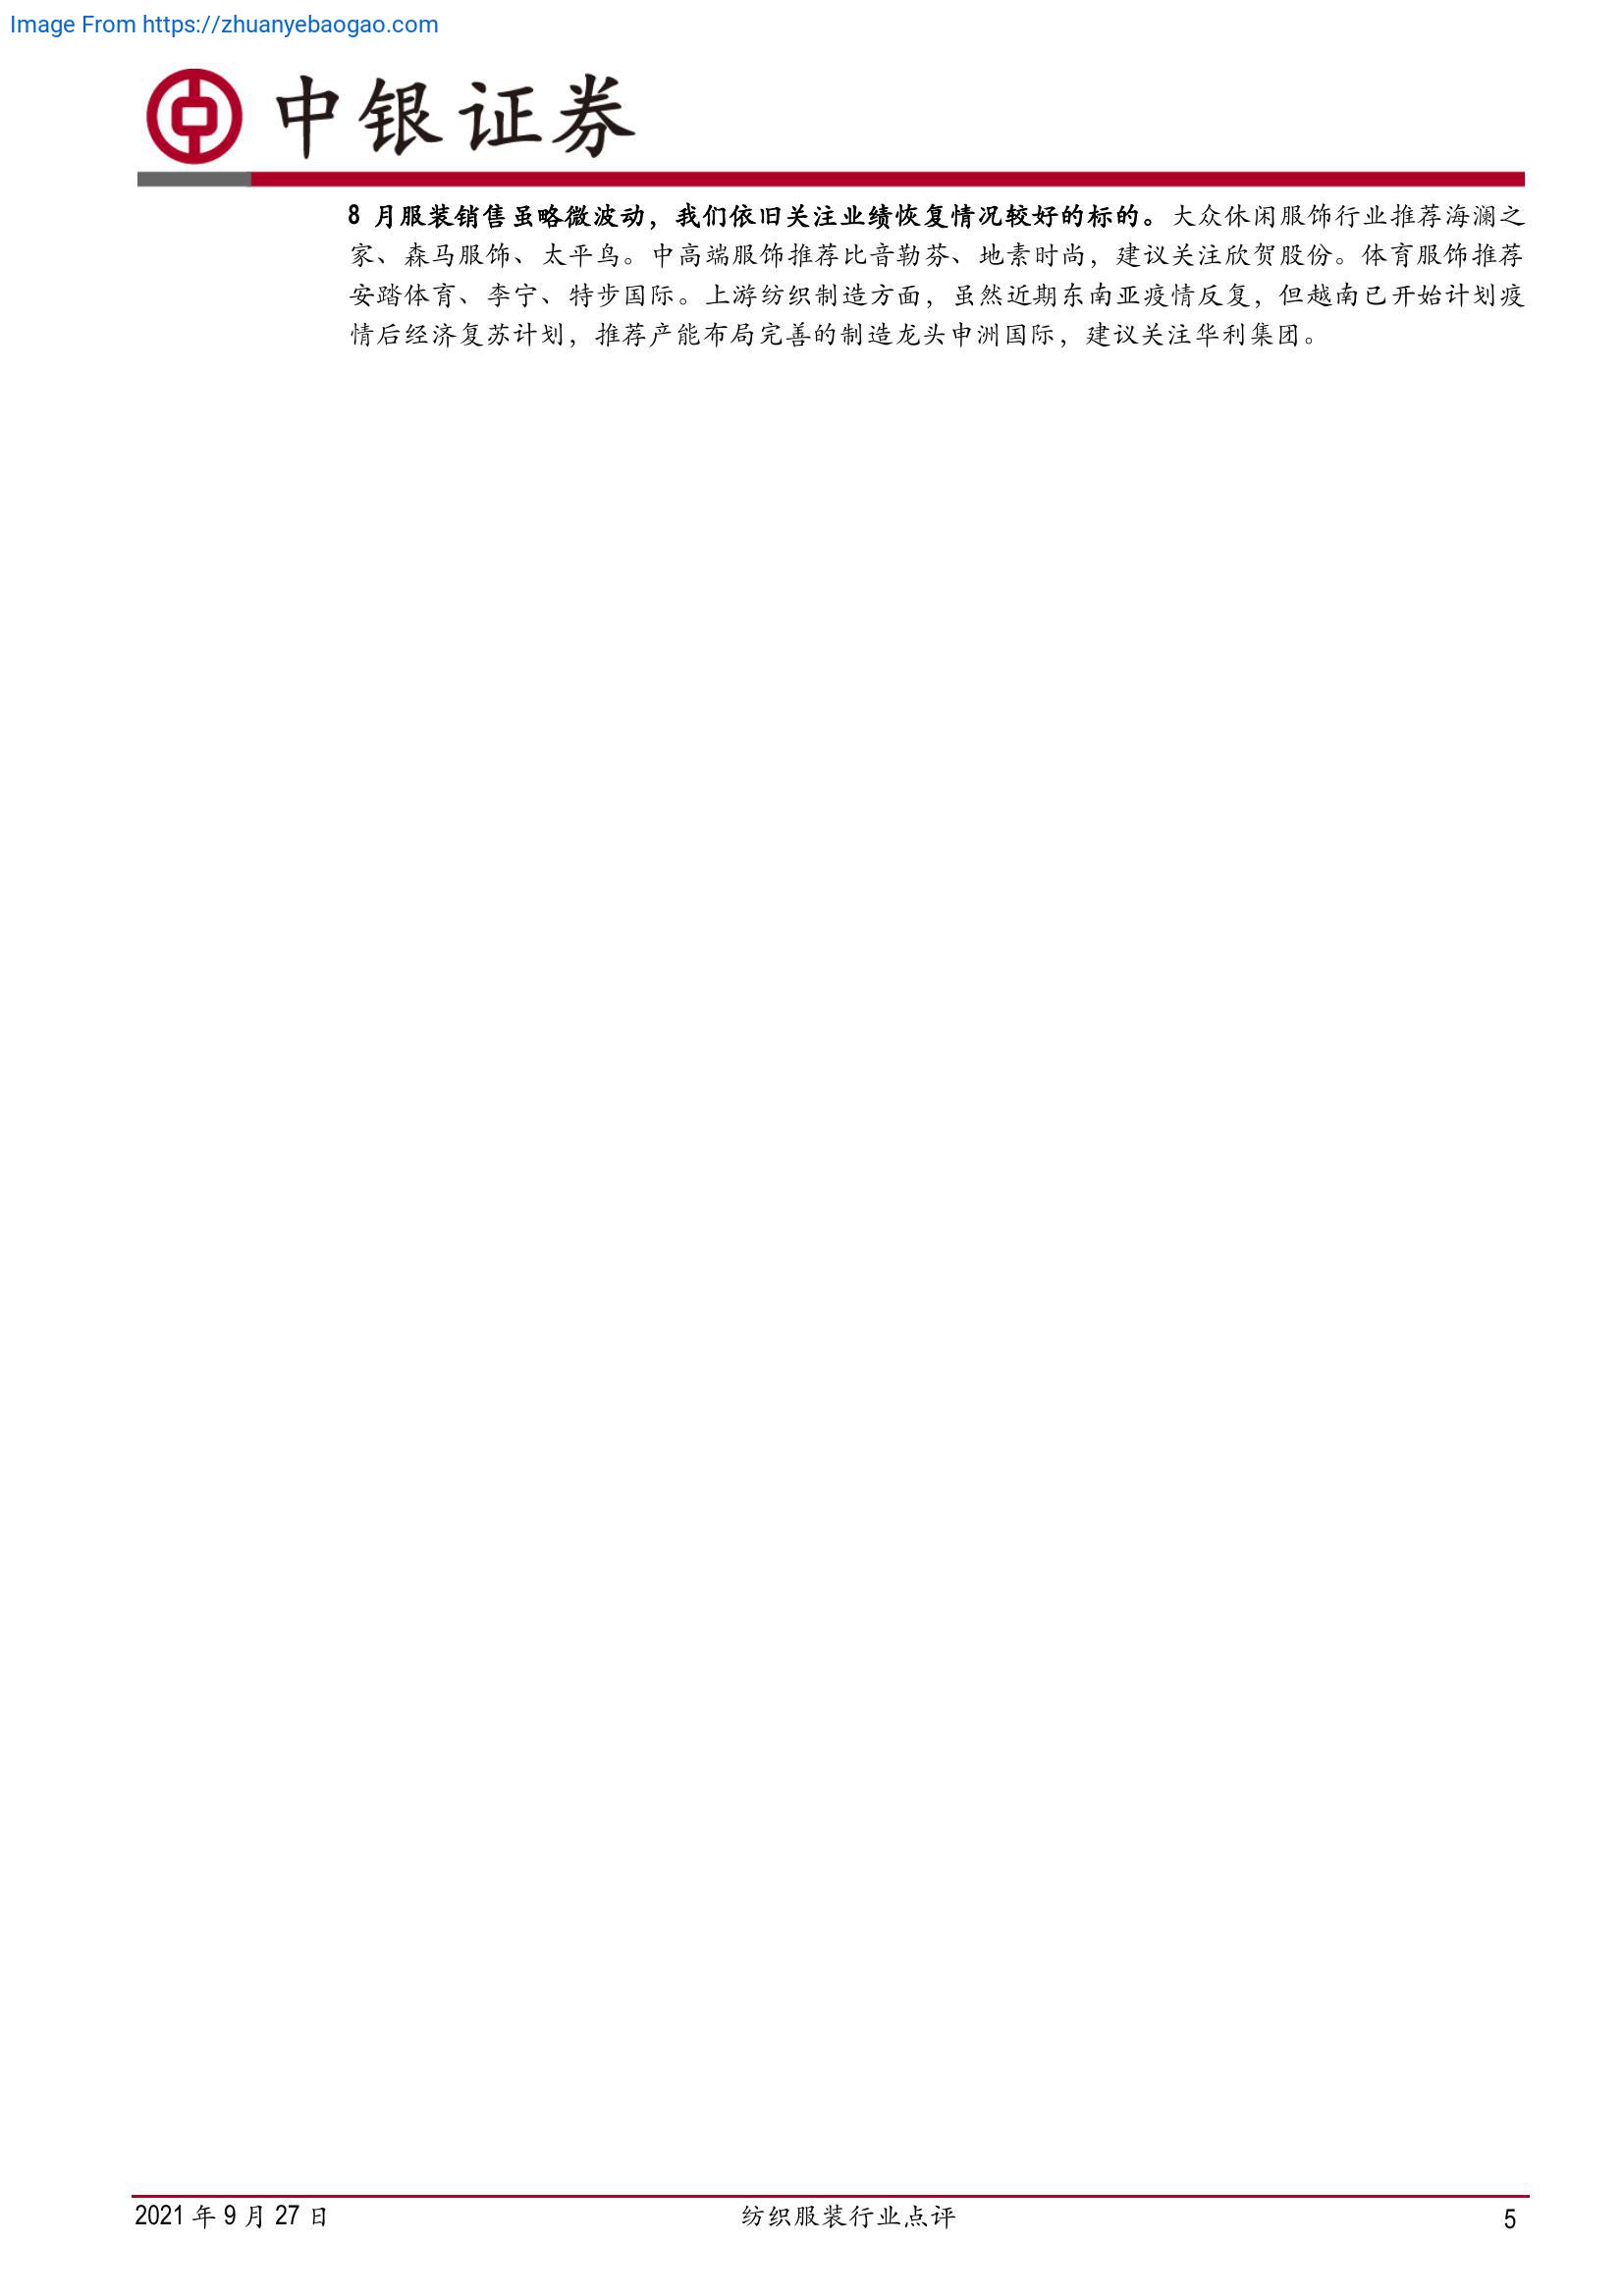 Image From https://zhuanyebaogao.com
中银证券
8 月服装销售虽略微波动，我们依旧关注业绩恢复情况较好的标的。大众休闲服饰行业推荐海澜之
家、森马服饰、太平鸟。中高端服饰推荐比音勒芬、地素时尚，建议关注欣贺股份。体育服饰推荐
安踏体育、李宁、特步国际。上游纺织制造方面，虽然近期东南亚疫情反复，但越南已开始计划疫
情后经济复苏计划，推荐产能布局完善的制造龙头申洲国际，建议关注华利集团。
2021 年 9 月 27 日 纺织服装行业点评 5